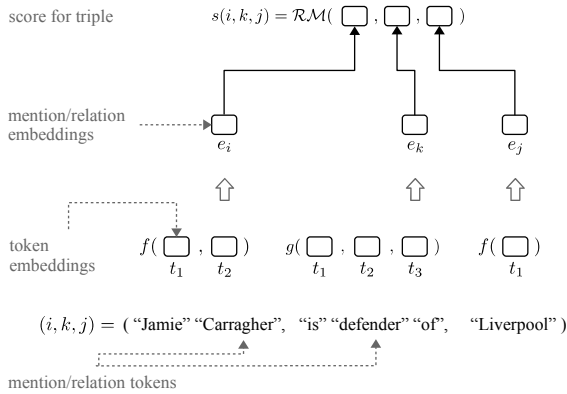 score for triple
s(i, k, j) = RM( , , )
mention/relation
embeddings
e_i e_k e_j
token
embeddings
f( , ) g( , , ) f( )
t_1 t_2 t_1 t_2 t_3 t_1
(i, k, j) = ( “Jamie” “Carragher”, “is” “defender” “of”, “Liverpool” )
mention/relation tokens